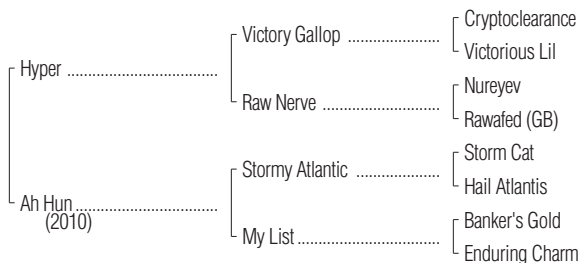 Cryptoclearance
Victory Gallop ........................
Victorious Lil
Hyper ..........................................
Nureyev
Raw Nerve ..............................
Rawafed (GB)
Storm Cat
Stormy Atlantic .....................
Hail Atlantis
Ah Hun ........................................
(2010)
Banker's Gold
My List .....................................
Enduring Charm